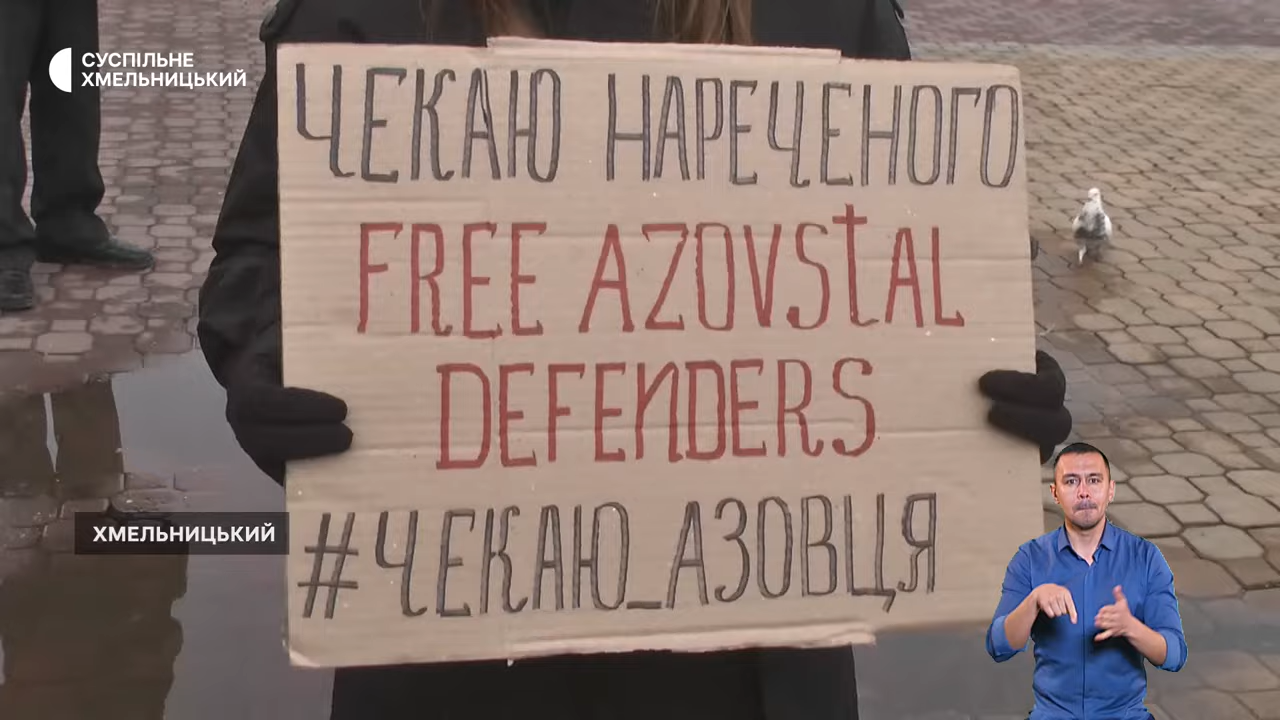 СУСПІЛЬНЕ
ХМЕЛЬНИЦЬКИЙ
ЧЕКАЮ НАРЕЧЕНОГО
FREE AZOVStAL
DEFENDERS
#ЧЕКАЮ_АЗОВЦЯ
ХМЕЛЬНИЦЬКИЙ